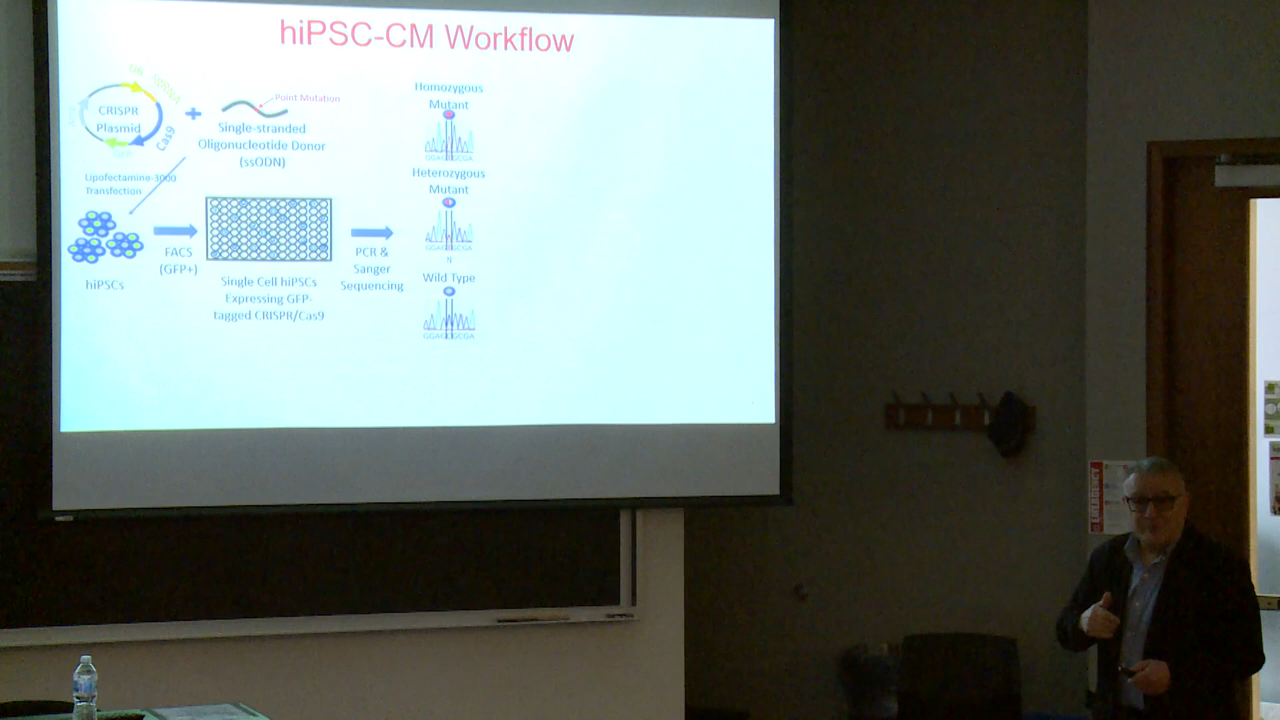 hiPSC-CM Workflow
CRISPR
Plasmid
Cas9
Point Mutation
Single-stranded
Oligonucleotide Donor
(ssODN)
Lipofectamine-3000
Transfection
hiPSCs
FACS
(GFP+)
Single Cell hiPSCs
Expressing GFP-
tagged CRISPR/Cas9
PCR &
Sanger
Sequencing
Homozygous
Mutant
Heterozygous
Mutant
N
Wild Type
EMERGENCY